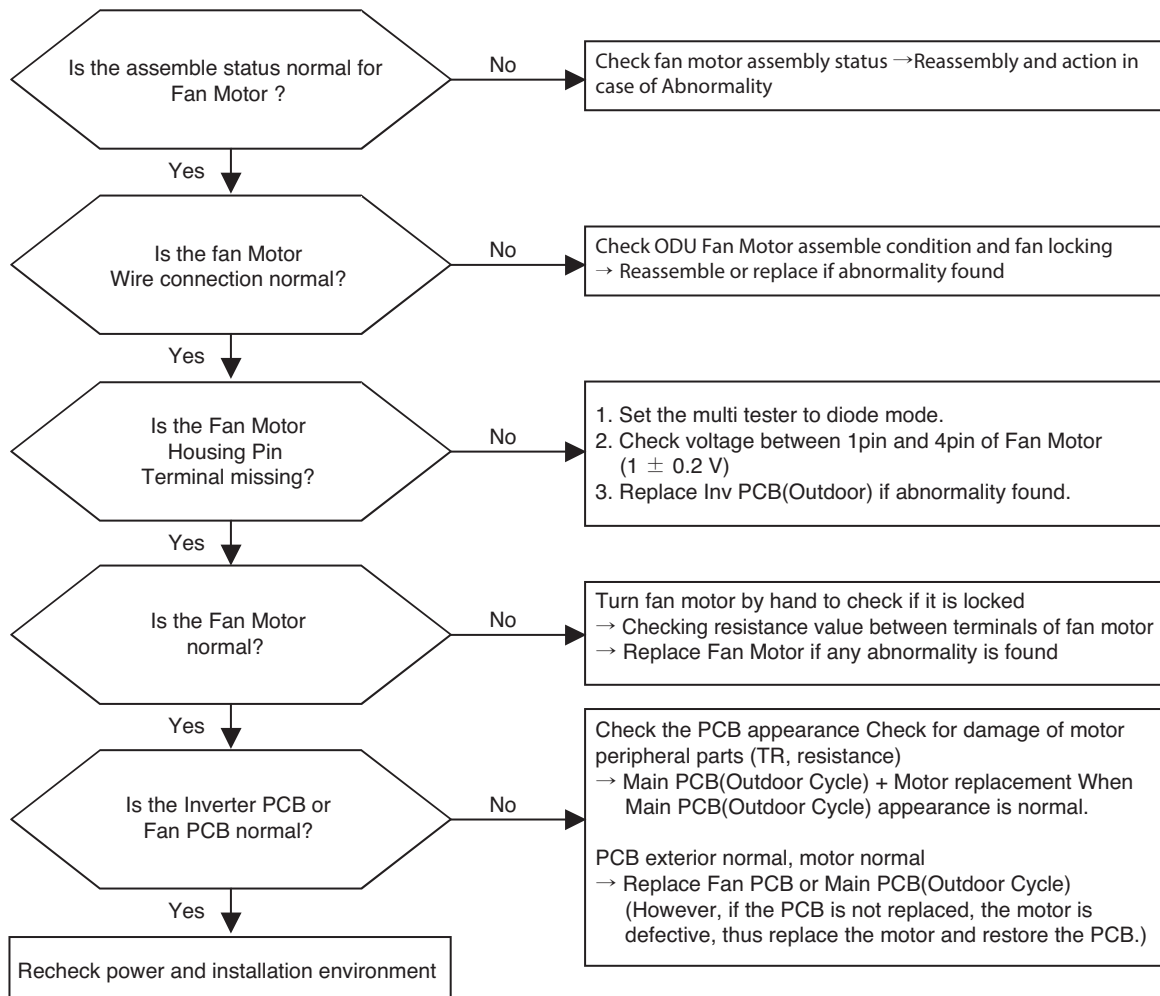 Is the assemble status normal for
Fan Motor ?
No
Check fan motor assembly status →Reassembly and action in
case of Abnormality
Yes
Is the fan Motor
Wire connection normal?
No
Check ODU Fan Motor assemble condition and fan locking
→ Reassemble or replace if abnormality found
Yes
Is the Fan Motor
Housing Pin
Terminal missing?
No
1. Set the multi tester to diode mode.
2. Check voltage between 1pin and 4pin of Fan Motor
(1 ± 0.2 V)
3. Replace Inv PCB(Outdoor) if abnormality found.
Yes
Is the Fan Motor
normal?
No
Turn fan motor by hand to check if it is locked
→ Checking resistance value between terminals of fan motor
→ Replace Fan Motor if any abnormality is found
Yes
Is the Inverter PCB or
Fan PCB normal?
No
Check the PCB appearance Check for damage of motor
peripheral parts (TR, resistance)
→ Main PCB(Outdoor Cycle) + Motor replacement When
Main PCB(Outdoor Cycle) appearance is normal.
PCB exterior normal, motor normal
→ Replace Fan PCB or Main PCB(Outdoor Cycle)
(However, if the PCB is not replaced, the motor is
defective, thus replace the motor and restore the PCB.)
Yes
Recheck power and installation environment